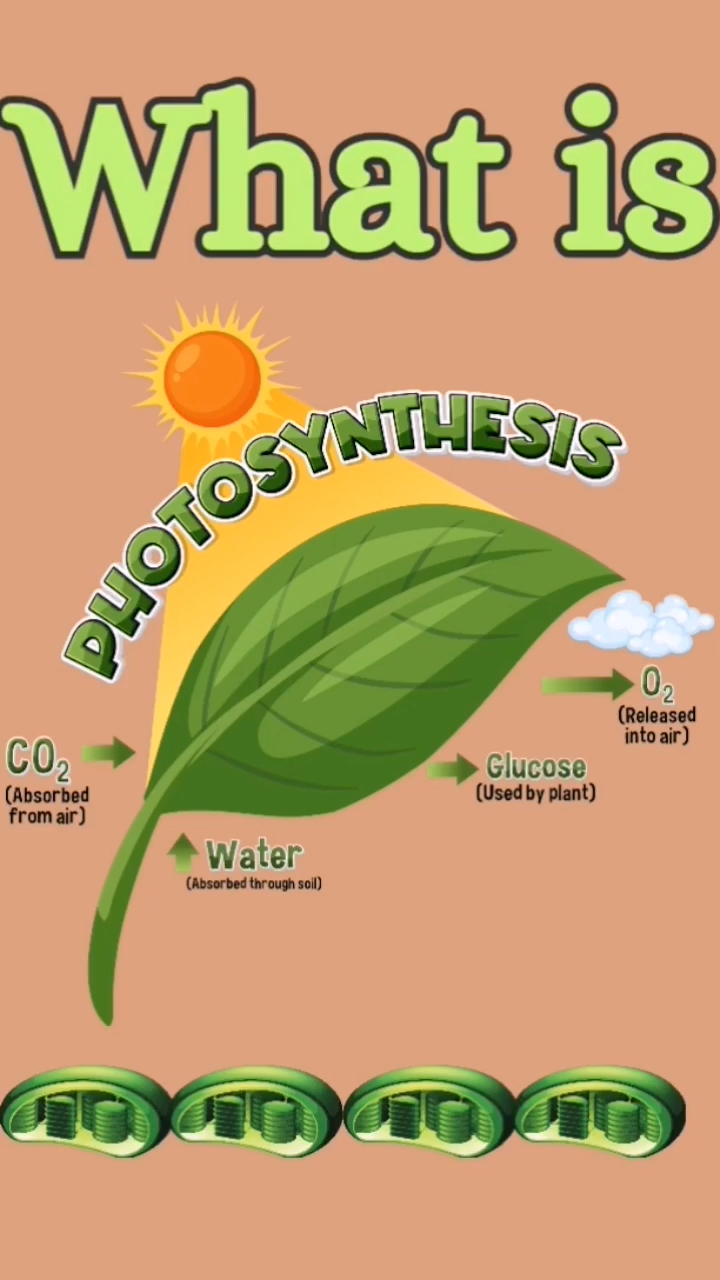 What is
PHOTOSYNTHESIS
O₂
(Released
into air)
CO₂
(Absorbed
from air)
Glucose
(Used by plant)
Water
(Absorbed through soil)